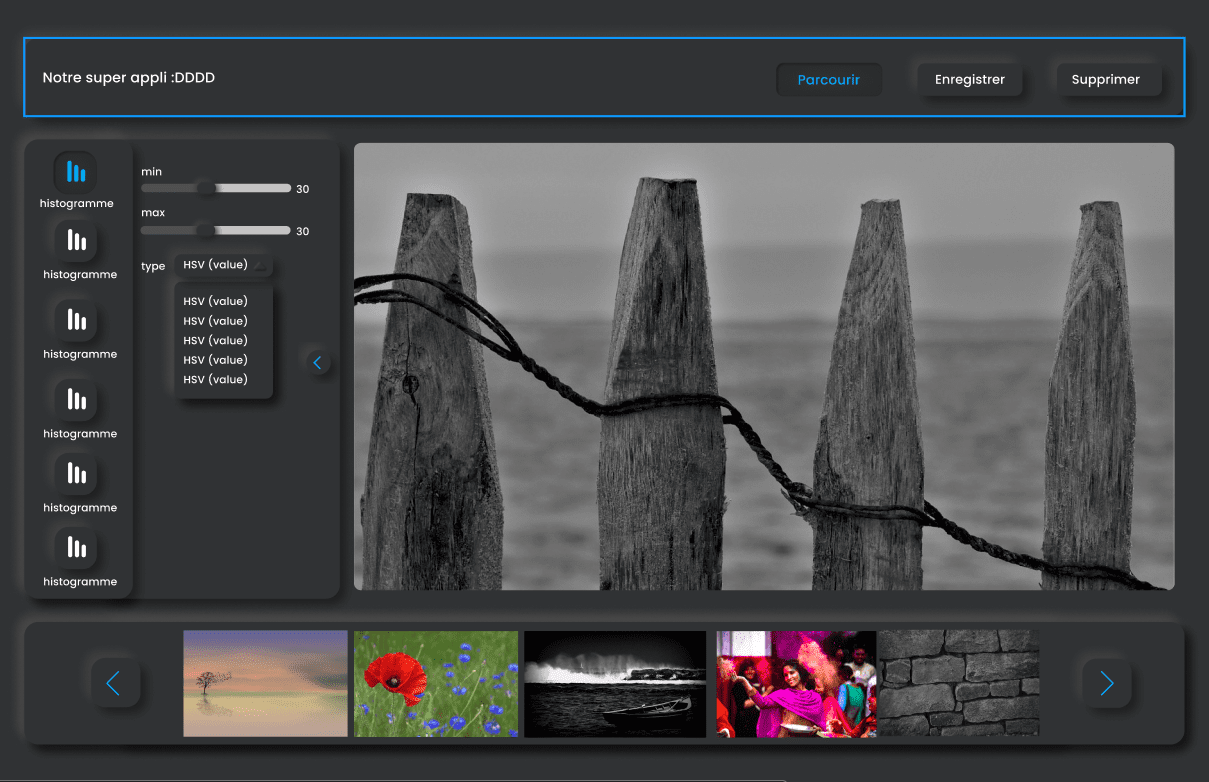 Notre super appli :DDDD
Parcourir
Enregistrer
Supprimer
histogramme
histogramme
histogramme
histogramme
histogramme
histogramme
min
30
max
30
type
HSV (value)
HSV (value)
HSV (value)
HSV (value)
HSV (value)
HSV (value)